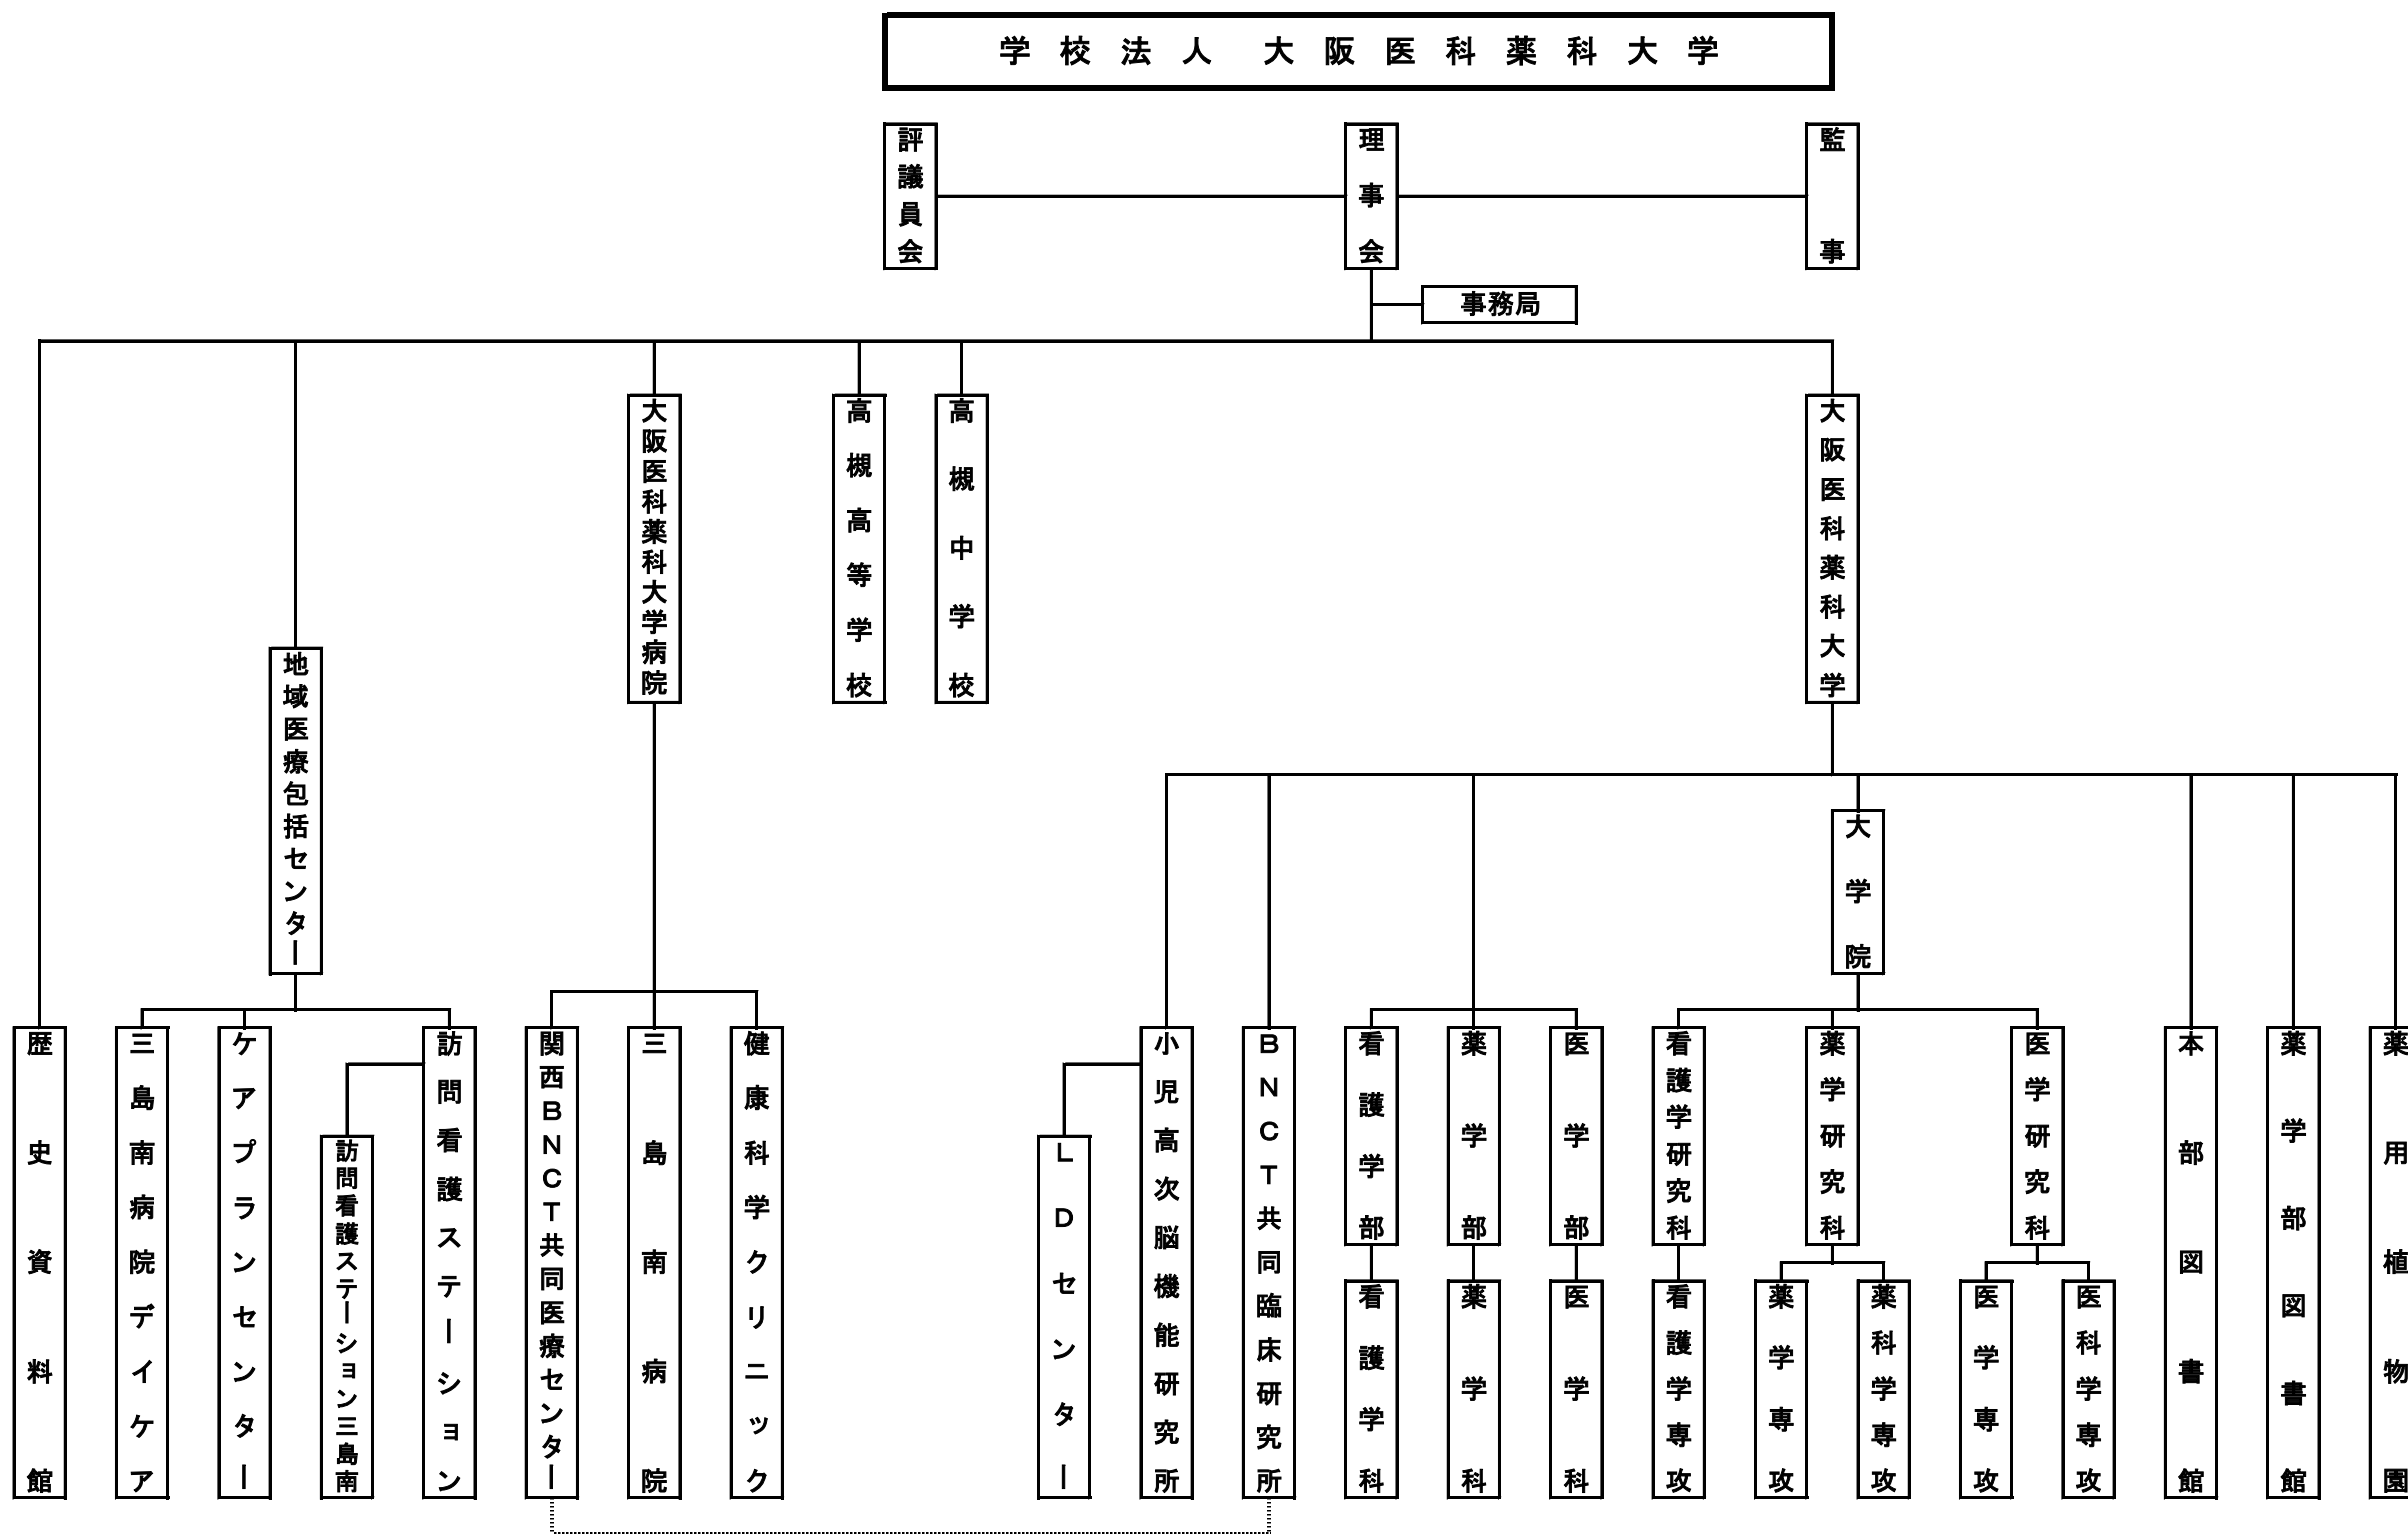 学校法人 大阪医科薬科大学
評議員会
理事会
監事
事務局
大阪医科薬科大学病院
高槻高等学校
高槻中学校
大阪医科薬科大学
地域医療包括センター
大学院
歴史資料館
三島南病院デイケア
ケアプランセンター
訪問看護ステーション三島南
訪問看護ステーション
関西BNCT共同医療センター
三島南病院
健康科学クリニック
LDセンター
小児高次脳機能研究所
BNCT共同臨床研究所
看護学部
薬学部
医学部
看護学研究科
薬学研究科
医学研究科
本部図書館
薬学部図書館
薬用植物園
看護学科
薬学科
医学科
看護学専攻
薬学専攻
薬科学専攻
医学専攻
医科学専攻